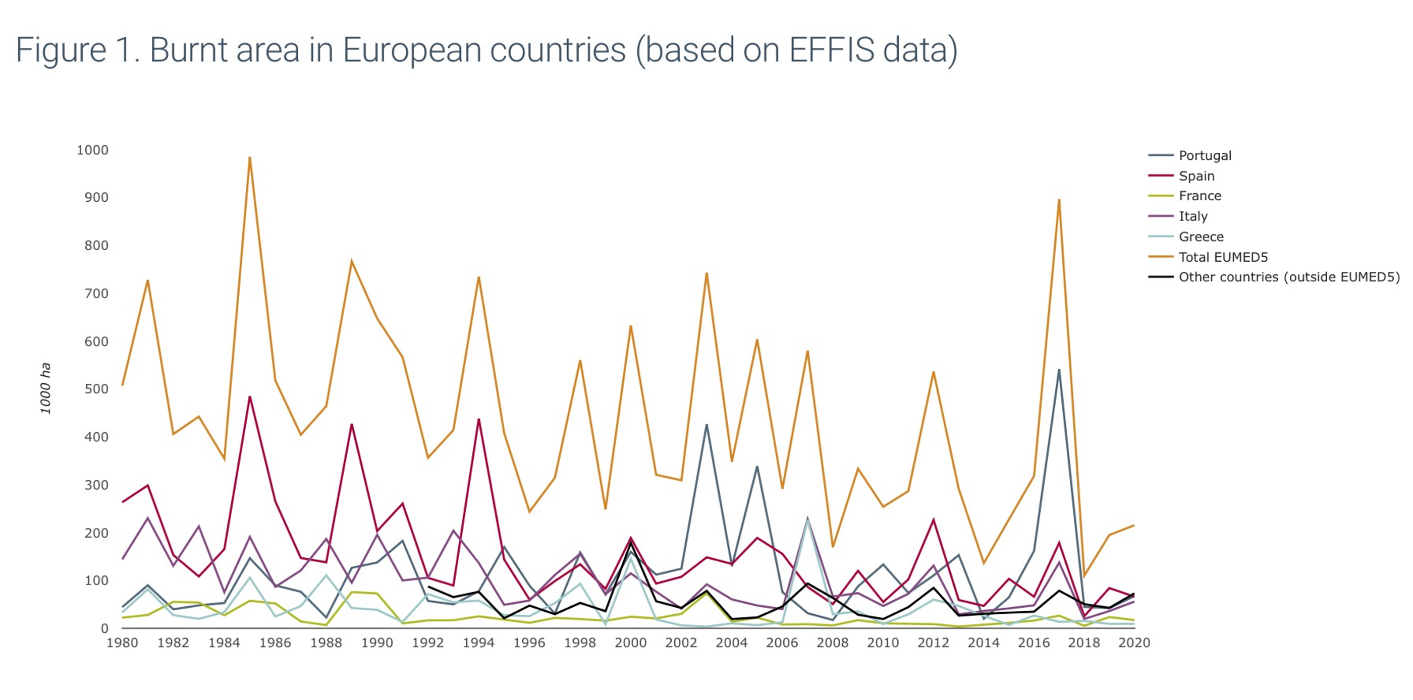 Figure 1. Burnt area in European countries (based on EFFIS data)
1000
900
800
700
600
500
400
300
200
100
0
1000 ha
1980 1982 1984 1986 1988 1990 1992 1994 1996 1998 2000 2002 2004 2006 2008 2010 2012 2014 2016 2018 2020
Portugal
Spain
France
Italy
Greece
Total EUMED5
Other countries (outside EUMED5)